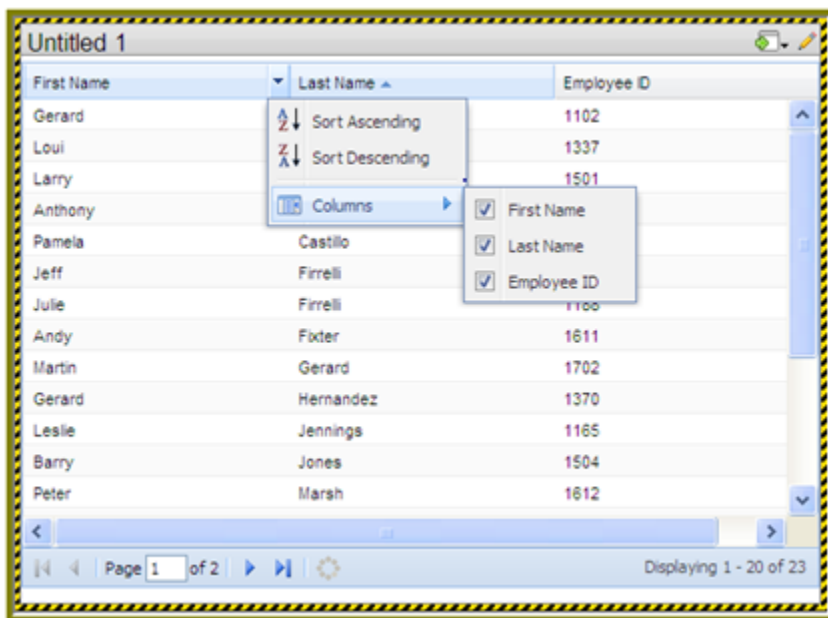 Untitled 1
First Name Last Name Employee ID
Gerard 1102
Loui 1337
Larry 1501
Anthony
Pamela Castillo
Jeff Firrelli
Julie Firrelli
Andy Fixter 1611
Martin Gerard 1702
Gerard Hernandez 1370
Leslie Jennings 1165
Barry Jones 1504
Peter Marsh 1612
Sort Ascending
Sort Descending
Columns
First Name
Last Name
Employee ID
Page 1 of 2 Displaying 1 - 20 of 23